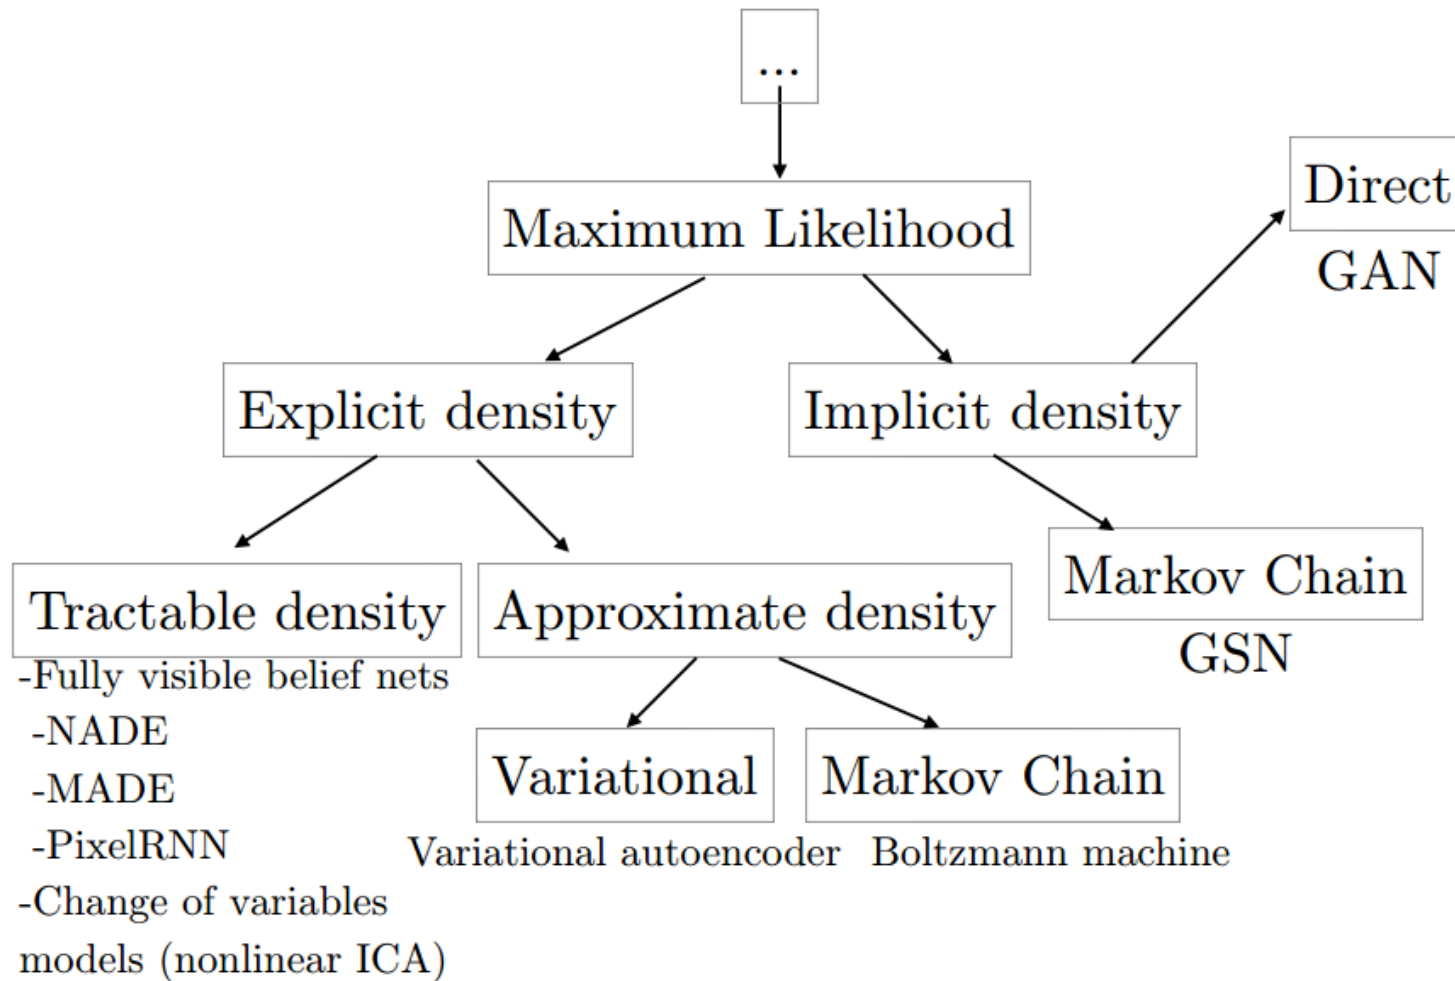 ...
Maximum Likelihood
Direct
GAN
Explicit density
Implicit density
Markov Chain
GSN
Tractable density
Approximate density
-Fully visible belief nets
-NADE
-MADE
-PixelRNN
-Change of variables
models (nonlinear ICA)
Variational
Markov Chain
Variational autoencoder
Boltzmann machine